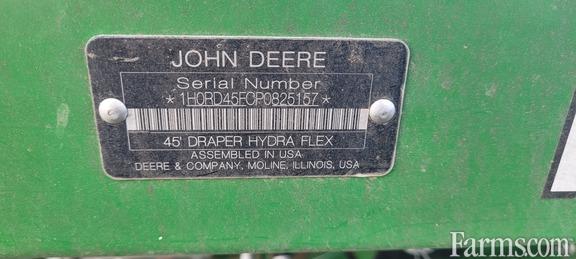 JOHN DEERE
Serial Number
*1H0RD45FCP0825157*
45' DRAPER HYDRA FLEX
ASSEMBLED IN USA
DEERE & COMPANY, MOLINE, ILLINOIS, USA
Farms.com®